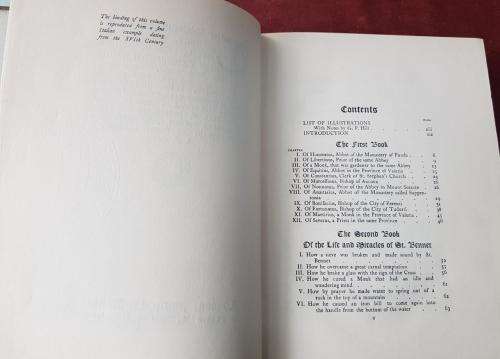 The binding of this volume
is reproduced from a fine
Italian example dating
from the XVIth Century
Contents
PAGE
LIST OF ILLUSTRATIONS
With Notes by G. F. Hill
INTRODUCTION
The First Book
CHAPTER
I. Of Honoratus, Abbot of the Monastery of Funda
II. Of Libertinus, Prior of the same Abbey
III. Of a Monk, that was gardener to the same Abbey
IV. Of Equitius, Abbot in the Province of Valeria
V. Of Constantius, Clerk of St. Stephen's Church
VI. Of Marcellinus, Bishop of Ancona
VII. Of Nonnosus, Prior of the Abbey in Mount Soracte
VIII. Of Anastasius, Abbot of the Monastery called Suppentonia
IX. Of Bonifacius, Bishop of the City of Ferenti
X. Of Fortunatus, Bishop of the City of Tuderti
XI. Of Martirius, a Monk in the Province of Valeria
XII. Of Severus, a Priest in the same Province
The Second Book
Of the Life and Miracles of St. Bennet
I. How a sieve was broken and made sound by St.
Bennet
II. How he overcame a great carnal temptation
III. How he brake a glass with the sign of the Cross
IV. How he cured a Monk that had an idle and
wandering mind
V. How by prayer he made water to spring out of a
rock in the top of a mountain
VI. How he caused an iron bill to come again into
the handle from the bottom of the water
v